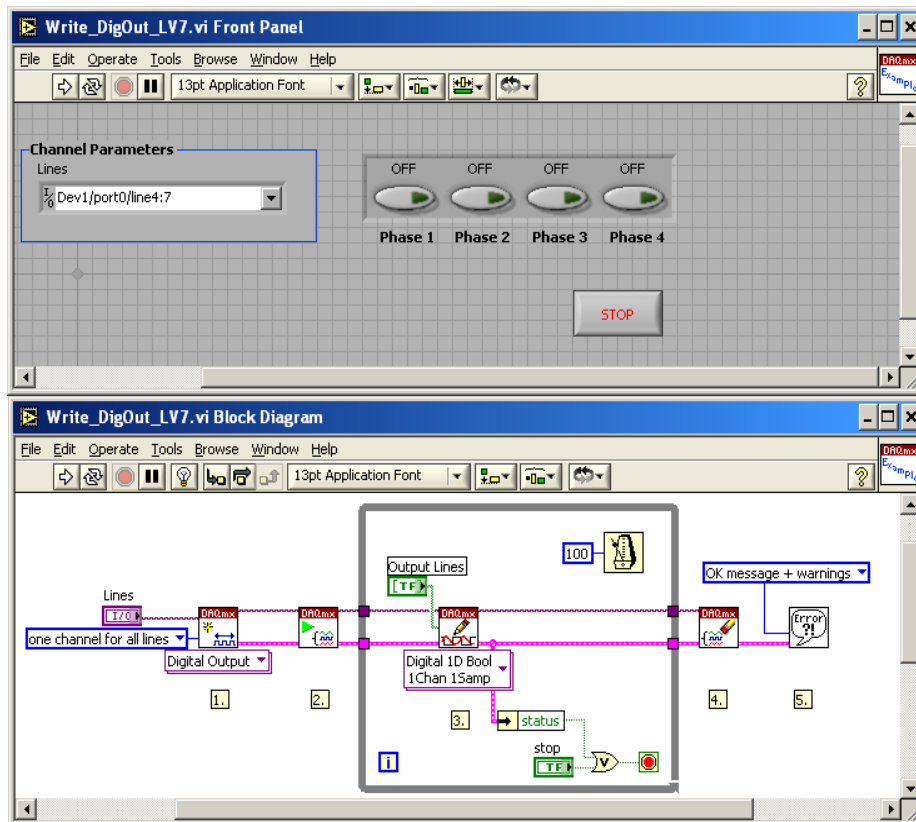 Write_DigOut_LV7.vi Front Panel
File Edit Operate Tools Browse Window Help
13pt Application Font
DAQmx
Exampl
Channel Parameters
Lines
I/O Dev1/port0/line4:7
OFF OFF OFF OFF
Phase 1 Phase 2 Phase 3 Phase 4
STOP
Write_DigOut_LV7.vi Block Diagram
File Edit Operate Tools Browse Window Help
13pt Application Font
DAQmx
Exampl
100
Output Lines
[TF]
OK message + warnings
Lines
I/O
DAQmx
DAQmx
DAQmx
DAQmx
Error ?!
one channel for all lines
Digital Output
Digital 1D Bool
1Chan 1Samp
1.
2.
3.
4.
5.
status
stop
TF
V
i